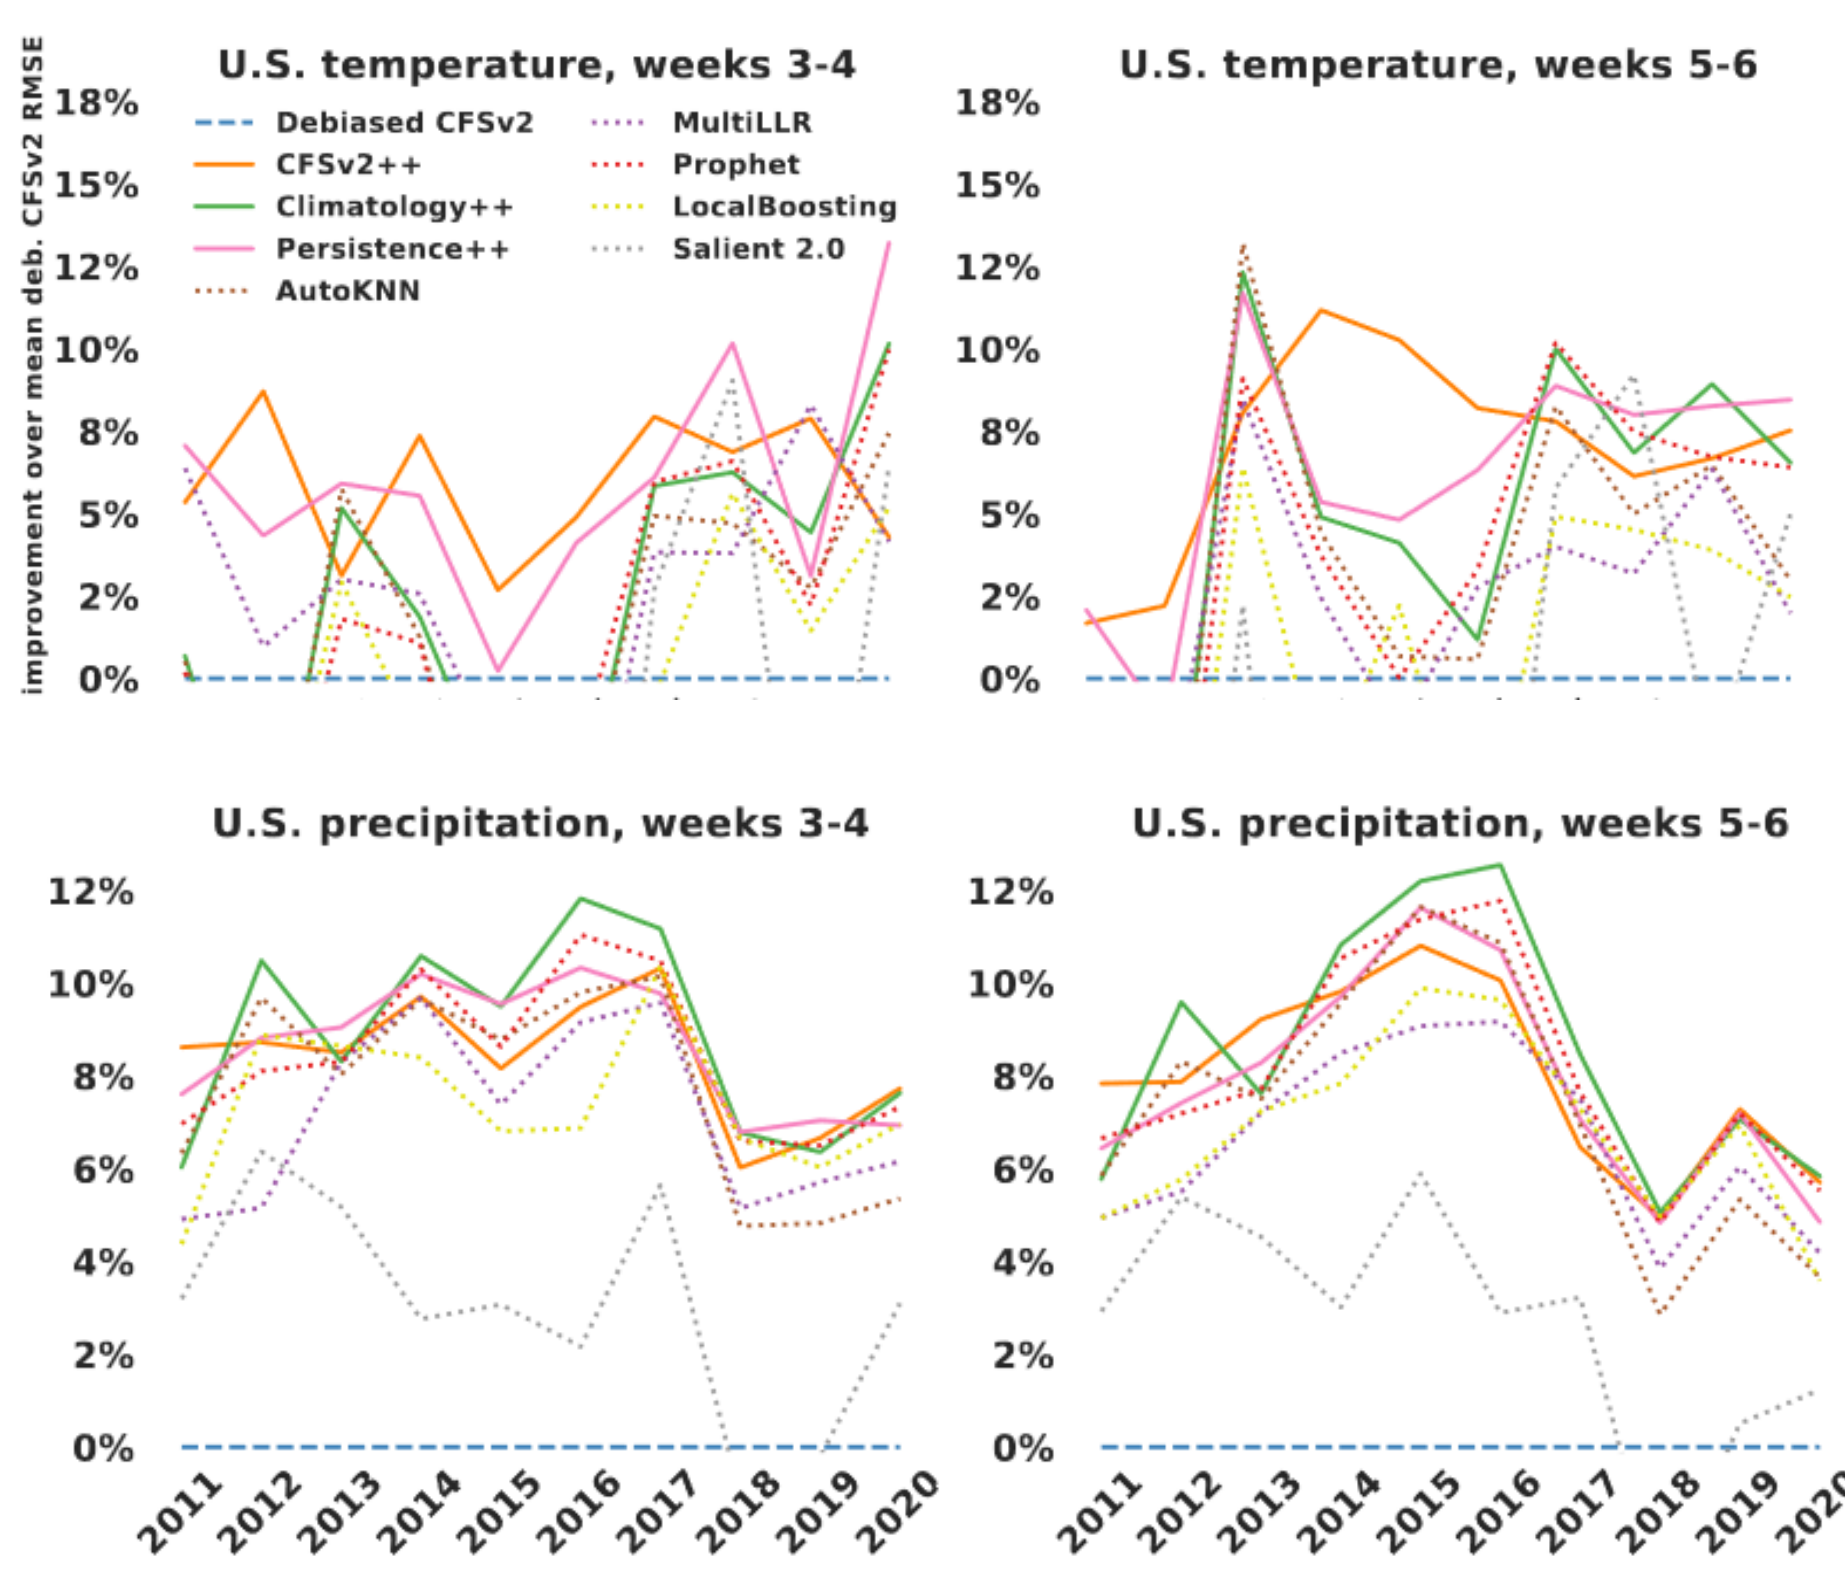 improvement over mean deb. CFSv2 RMSE
U.S. temperature, weeks 3-4
18%
15%
12%
10%
8%
5%
2%
0%
Debiased CFSv2
CFSv2++
Climatology++
Persistence++
AutoKNN
MultiLLR
Prophet
LocalBoosting
Salient 2.0
U.S. temperature, weeks 5-6
18%
15%
12%
10%
8%
5%
2%
0%
U.S. precipitation, weeks 3-4
12%
10%
8%
6%
4%
2%
0%
2011 2012 2013 2014 2015 2016 2017 2018 2019 2020
U.S. precipitation, weeks 5-6
12%
10%
8%
6%
4%
2%
0%
2011 2012 2013 2014 2015 2016 2017 2018 2019 2020